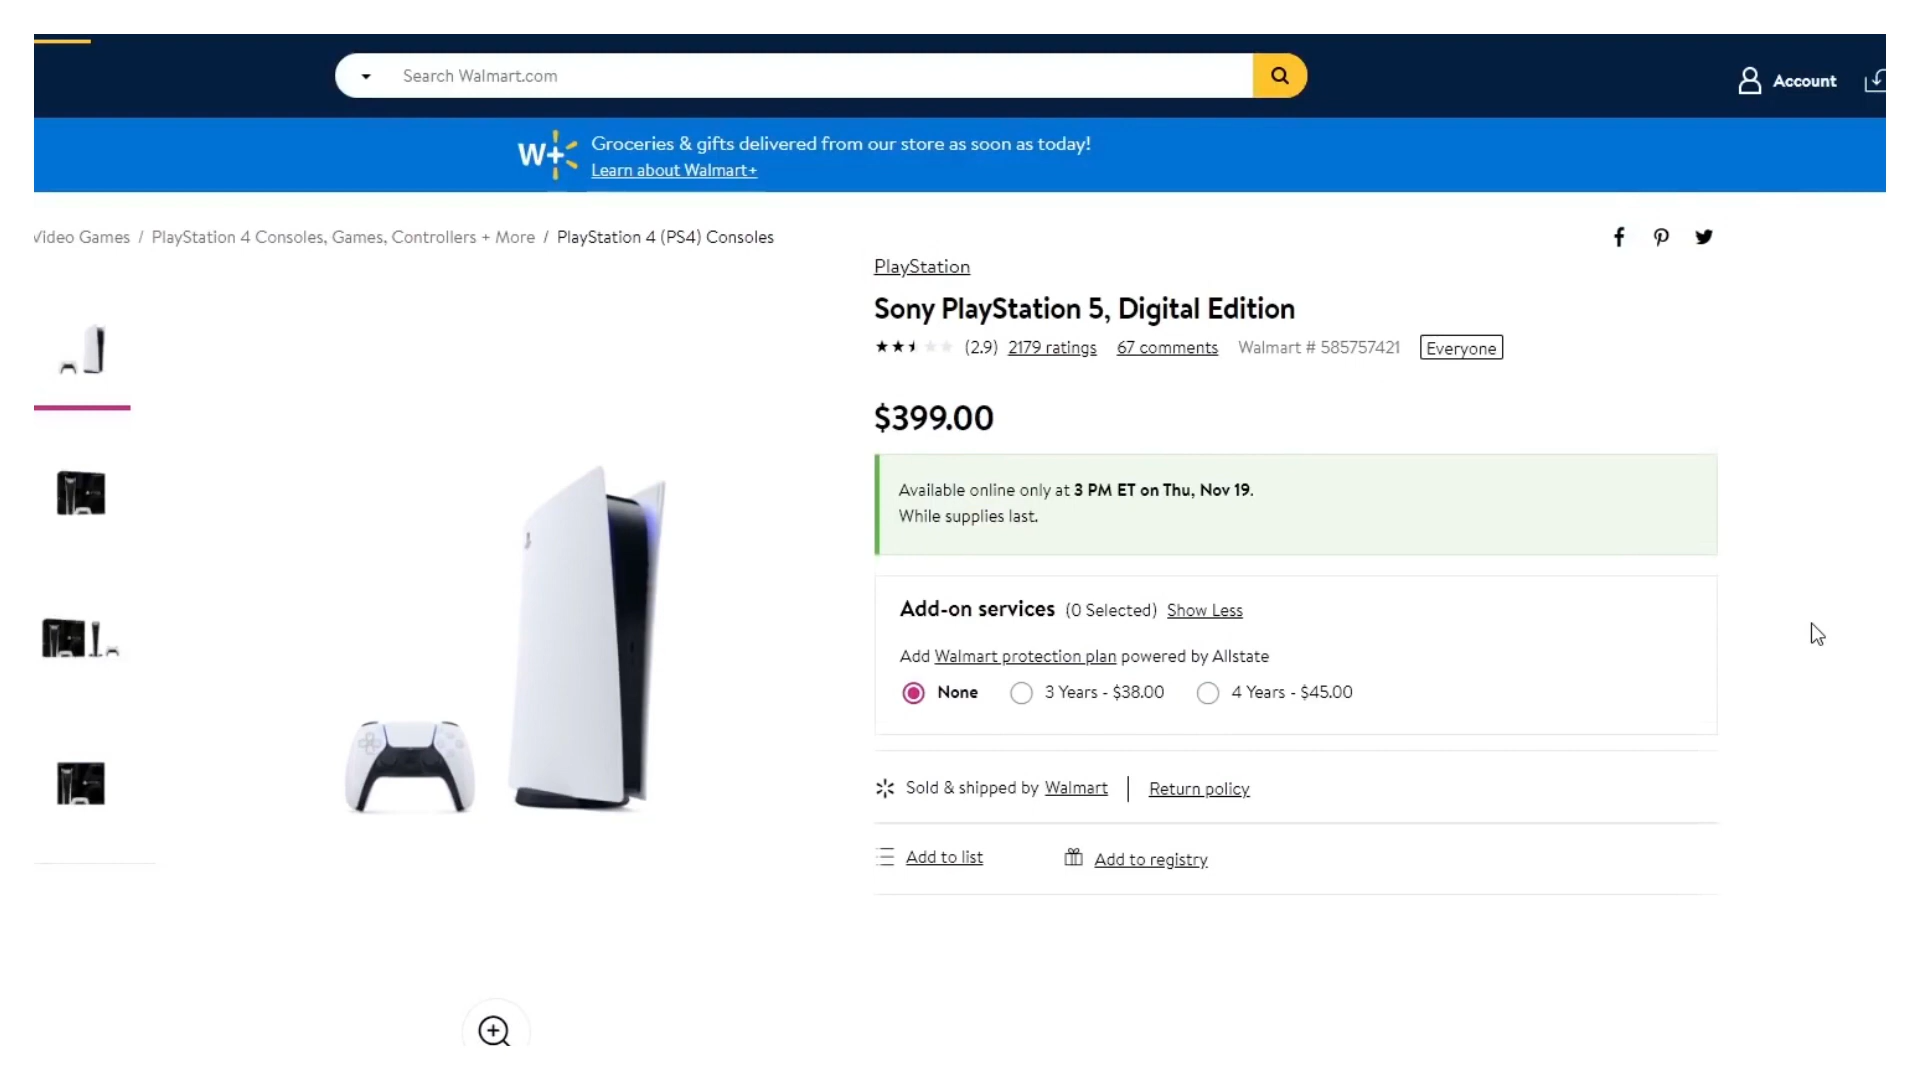 Search Walmart.com
Account
W+
Groceries & gifts delivered from our store as soon as today!
Learn about Walmart+
Video Games / PlayStation 4 Consoles, Games, Controllers + More / PlayStation 4 (PS4) Consoles
PlayStation
Sony PlayStation 5, Digital Edition
(2.9) 2179 ratings 67 comments Walmart # 585757421 Everyone
$399.00
Available online only at 3 PM ET on Thu, Nov 19.
While supplies last.
Add-on services (0 Selected) Show Less
Add Walmart protection plan powered by Allstate
None 3 Years - $38.00 4 Years - $45.00
Sold & shipped by Walmart | Return policy
Add to list Add to registry